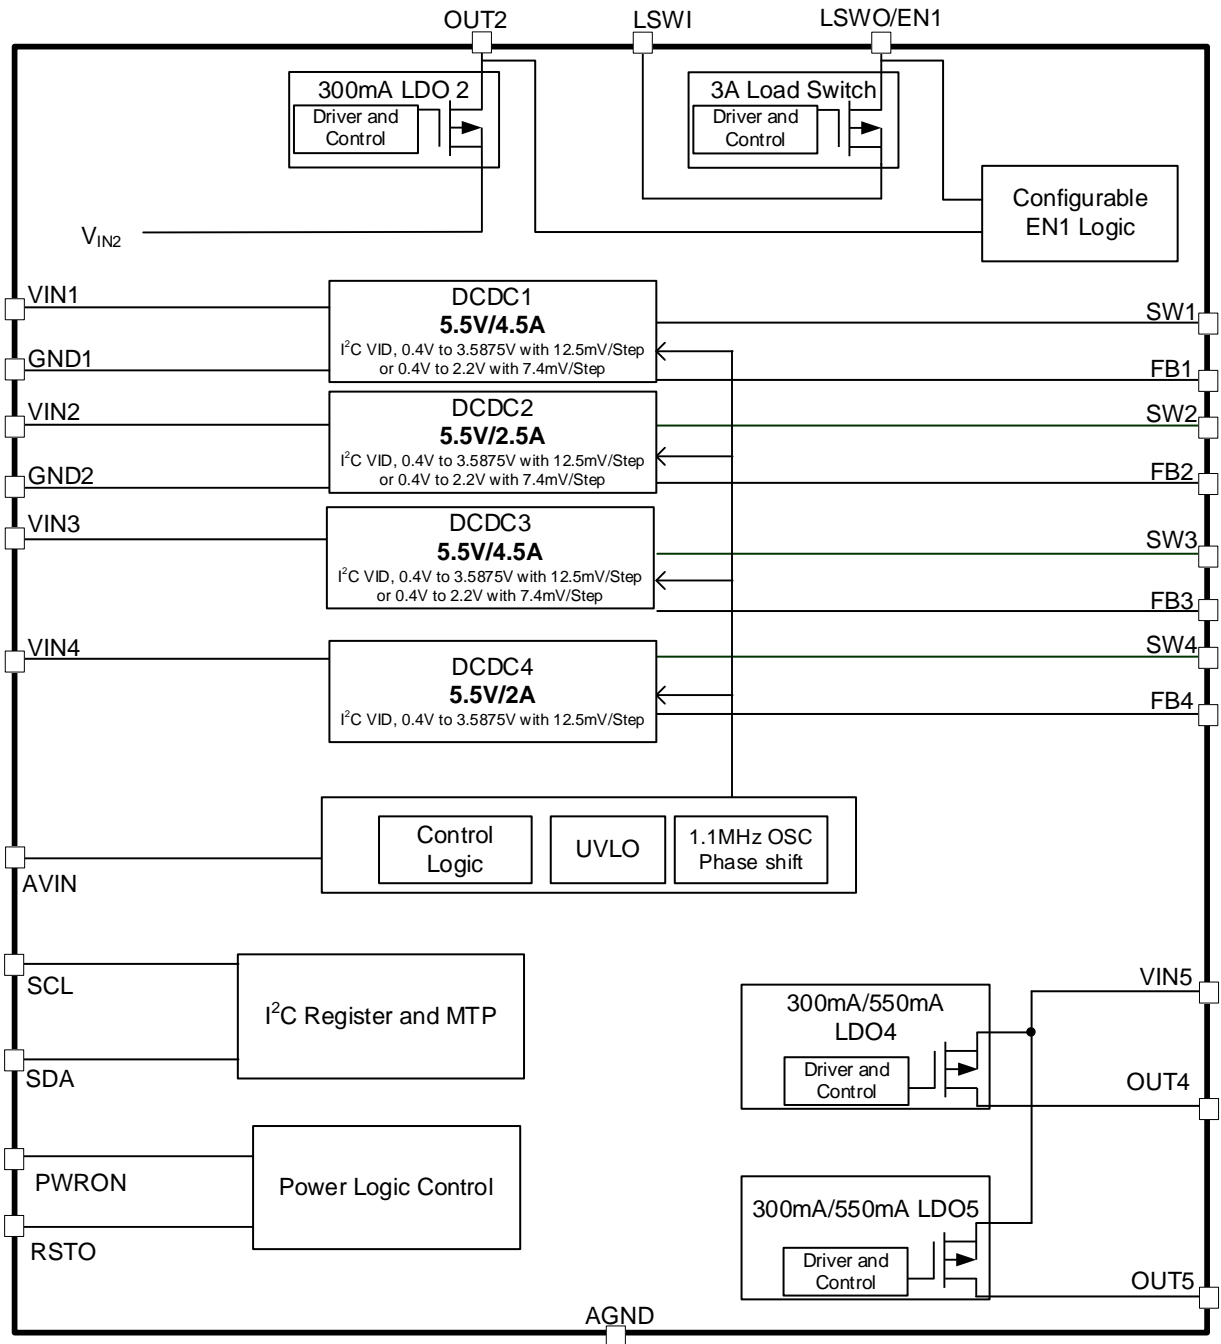 OUT2
LSWI
LSWO/EN1
300mA LDO 2
Driver and
Control
3A Load Switch
Driver and
Control
Configurable
EN1 Logic
VIN2
VIN1
GND1
DCDC1
5.5V/4.5A
I²C VID, 0.4V to 3.5875V with 12.5mV/Step
or 0.4V to 2.2V with 7.4mV/Step
SW1
FB1
VIN2
GND2
DCDC2
5.5V/2.5A
I²C VID, 0.4V to 3.5875V with 12.5mV/Step
or 0.4V to 2.2V with 7.4mV/Step
SW2
FB2
VIN3
DCDC3
5.5V/4.5A
I²C VID, 0.4V to 3.5875V with 12.5mV/Step
or 0.4V to 2.2V with 7.4mV/Step
SW3
FB3
VIN4
DCDC4
5.5V/2A
I²C VID, 0.4V to 3.5875V with 12.5mV/Step
SW4
FB4
AVIN
Control
Logic
UVLO
1.1MHz OSC
Phase shift
SCL
SDA
I²C Register and MTP
VIN5
300mA/550mA
LDO4
Driver and
Control
OUT4
PWRON
RSTO
Power Logic Control
300mA/550mA LDO5
Driver and
Control
OUT5
AGND